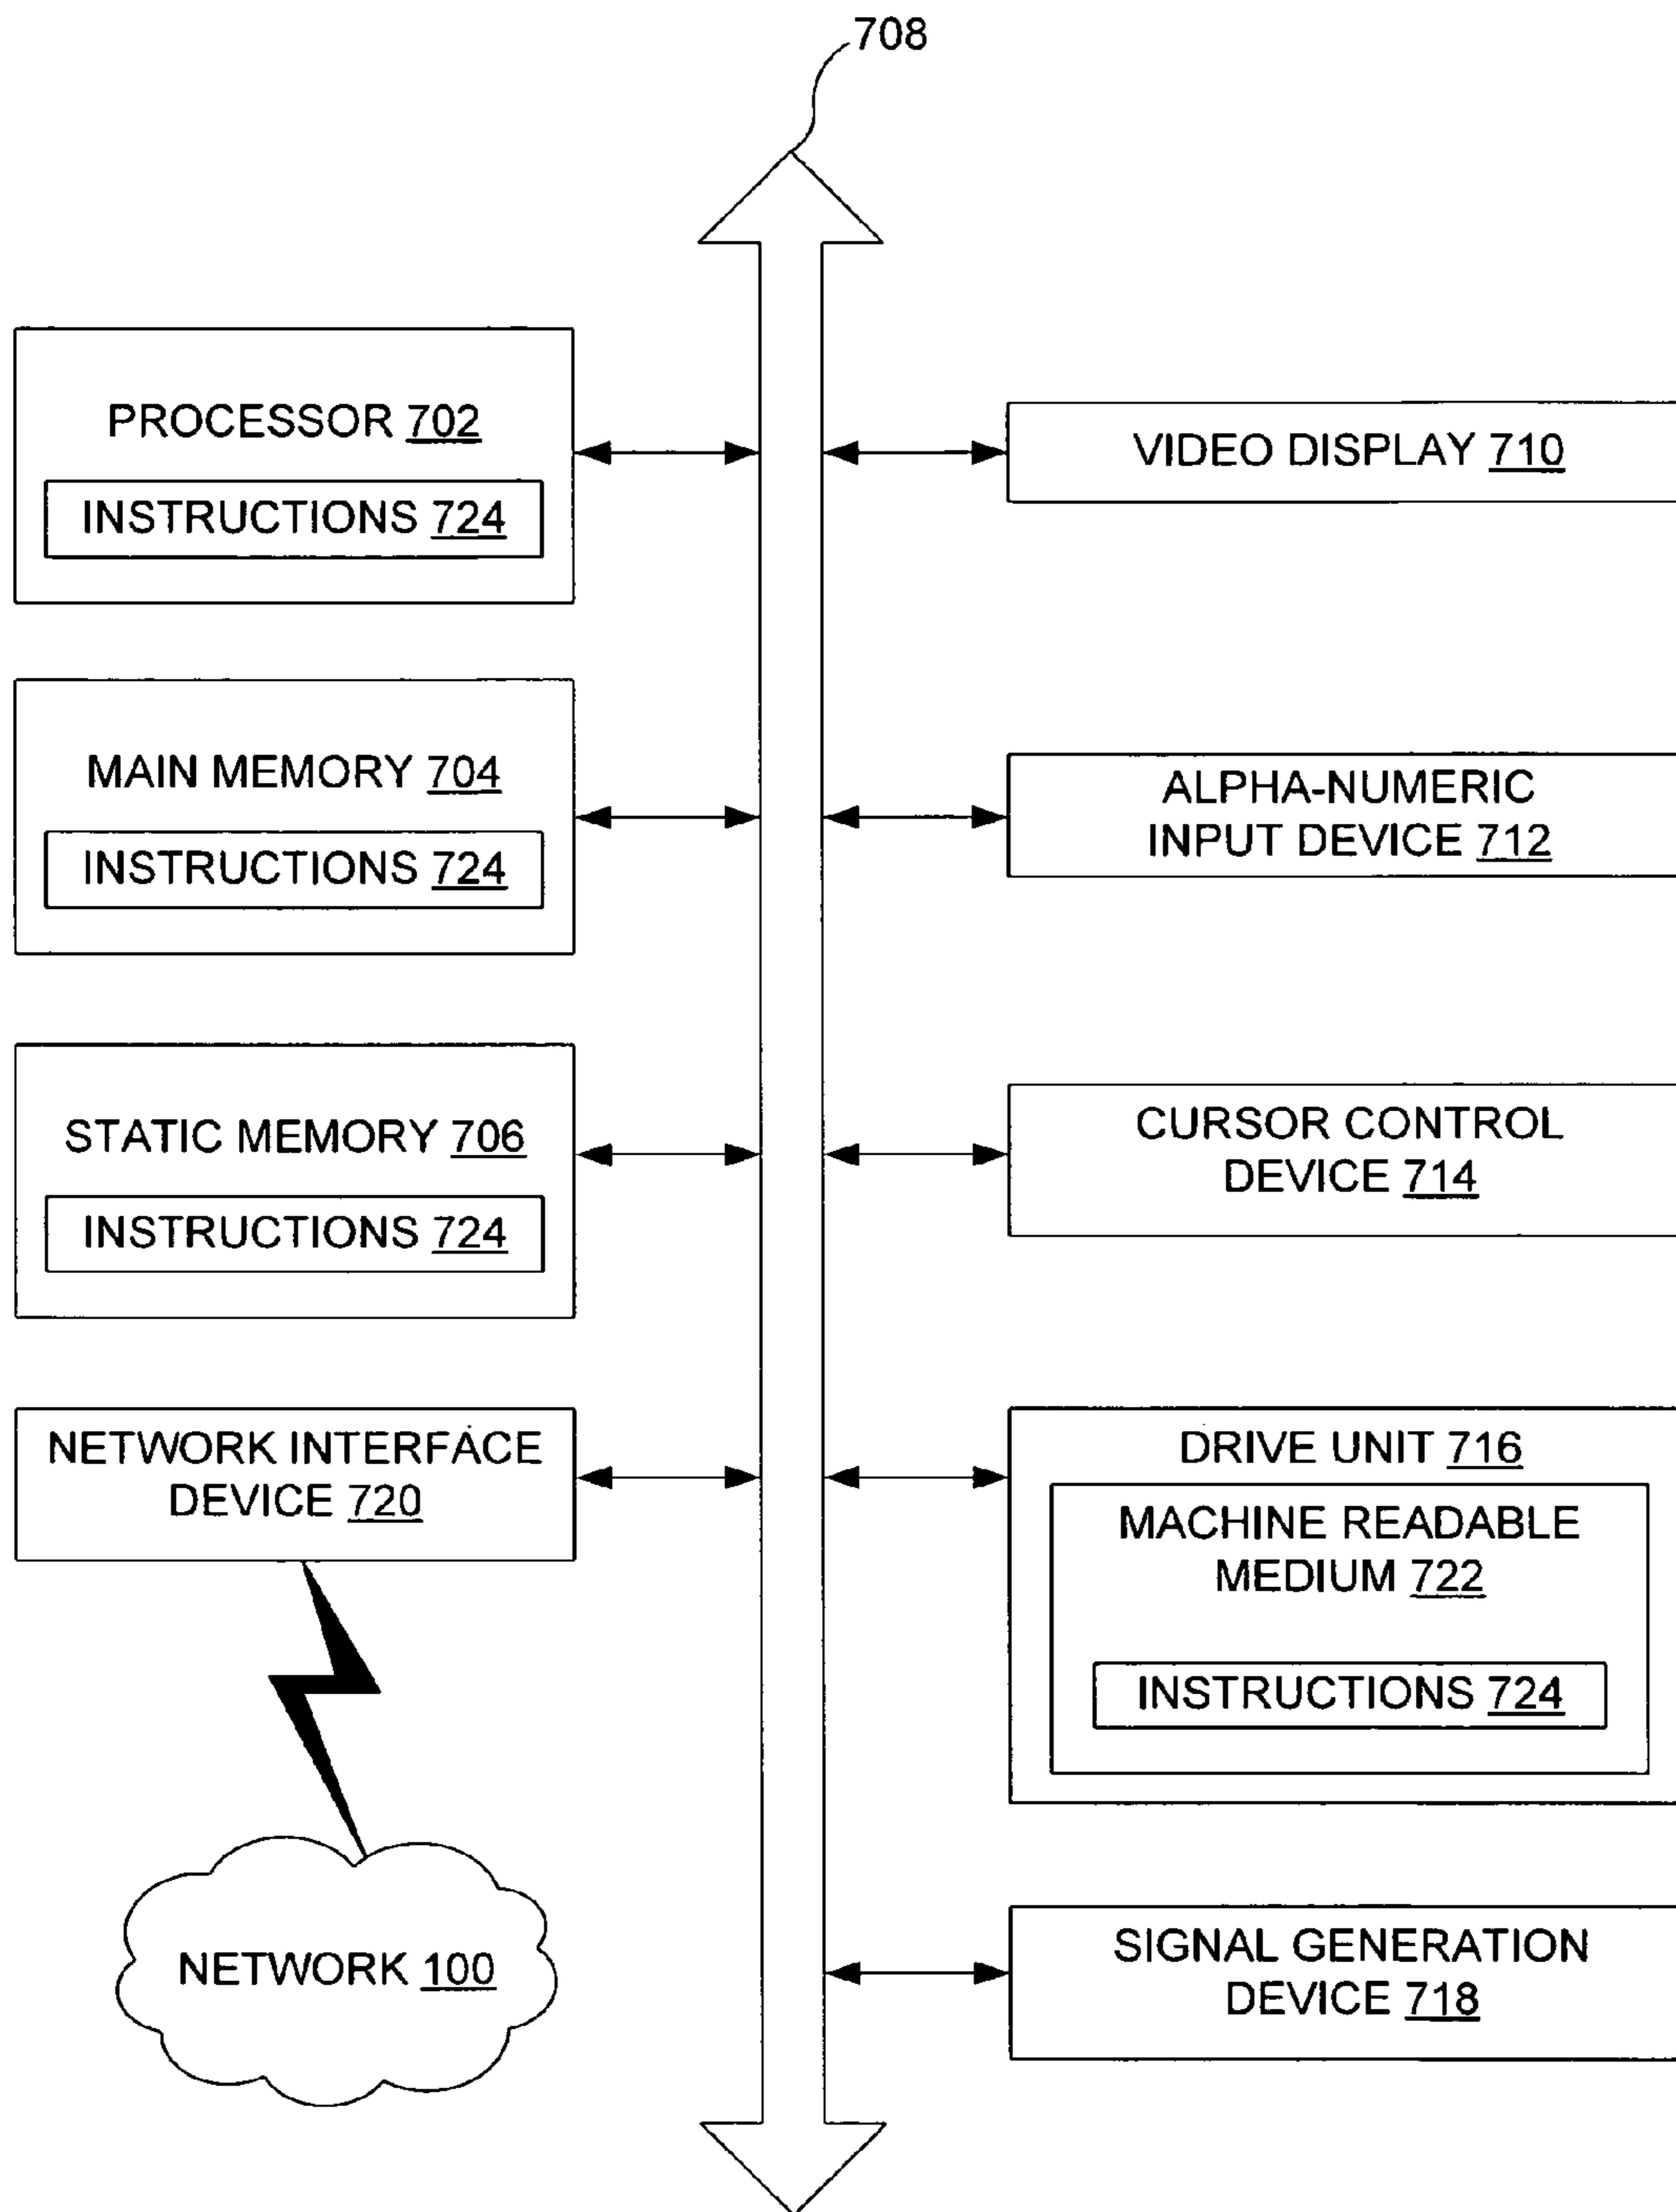 708
PROCESSOR 702
INSTRUCTIONS 724
MAIN MEMORY 704
INSTRUCTIONS 724
STATIC MEMORY 706
INSTRUCTIONS 724
NETWORK INTERFACE
DEVICE 720
NETWORK 100
VIDEO DISPLAY 710
ALPHA-NUMERIC
INPUT DEVICE 712
CURSOR CONTROL
DEVICE 714
DRIVE UNIT 716
MACHINE READABLE
MEDIUM 722
INSTRUCTIONS 724
SIGNAL GENERATION
DEVICE 718